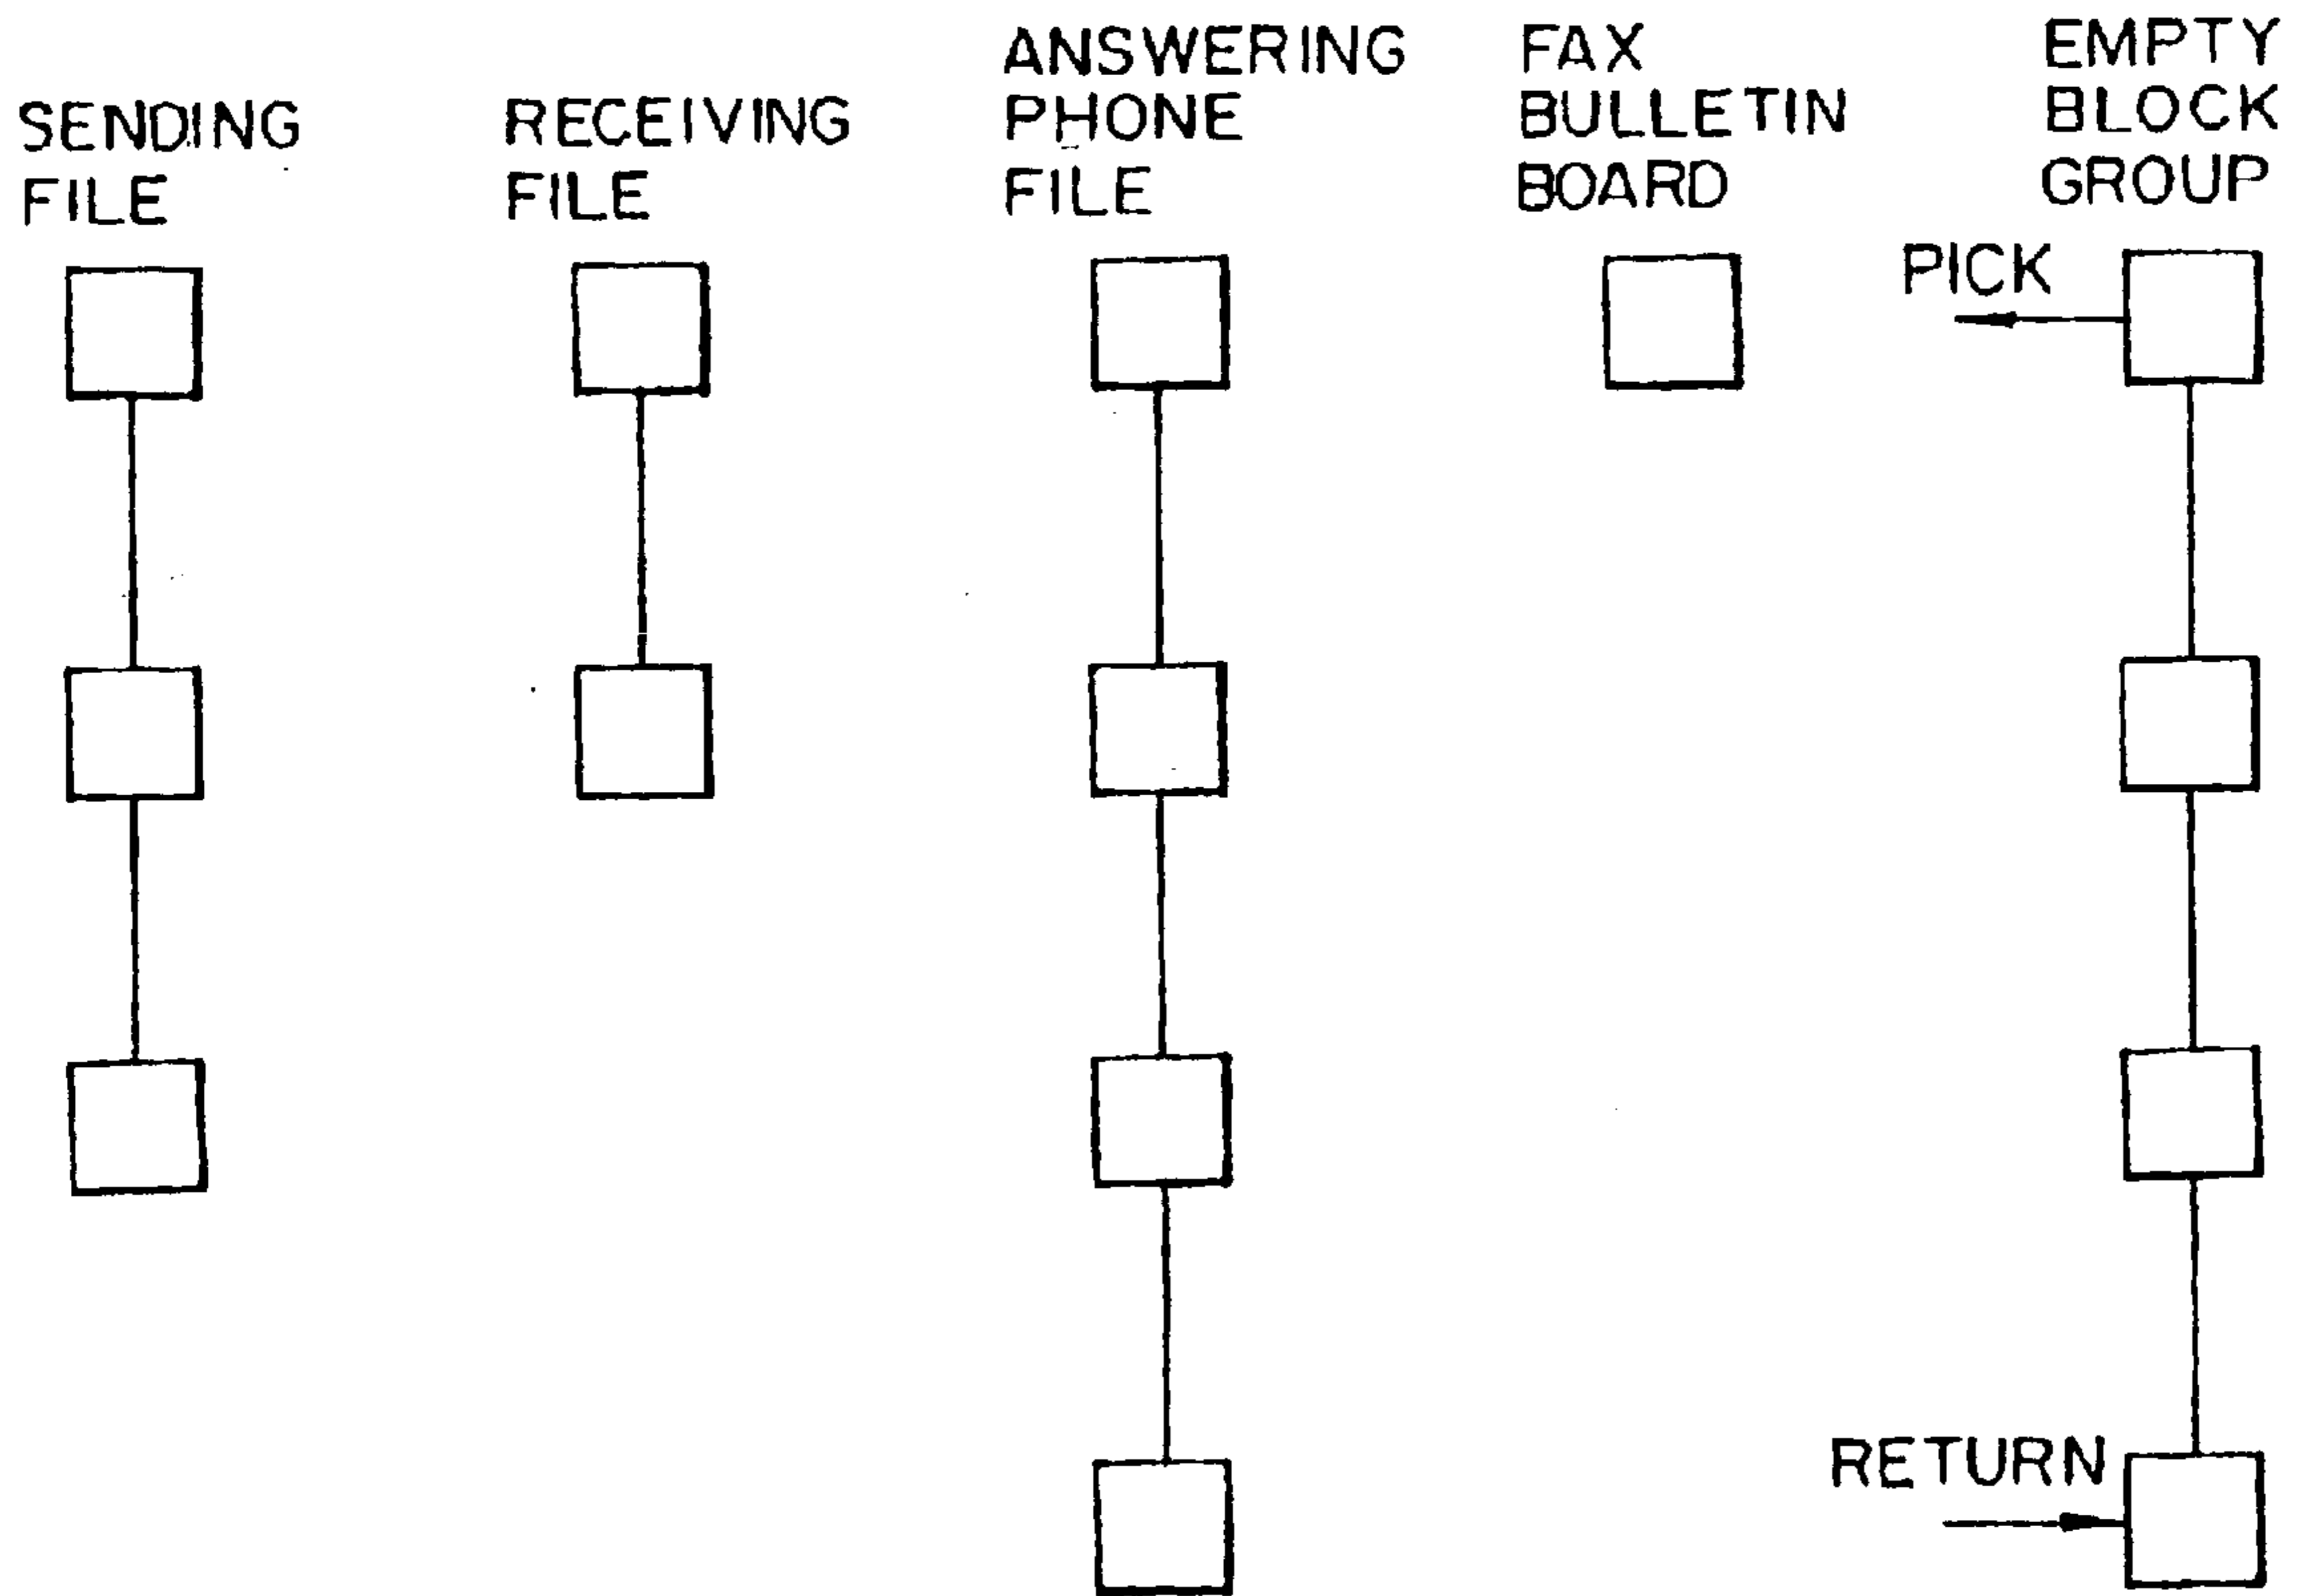 SENDING
FILE
RECEIVING
FILE
ANSWERING
PHONE
FILE
FAX
BULLETIN
BOARD
EMPTY
BLOCK
GROUP
PICK
RETURN